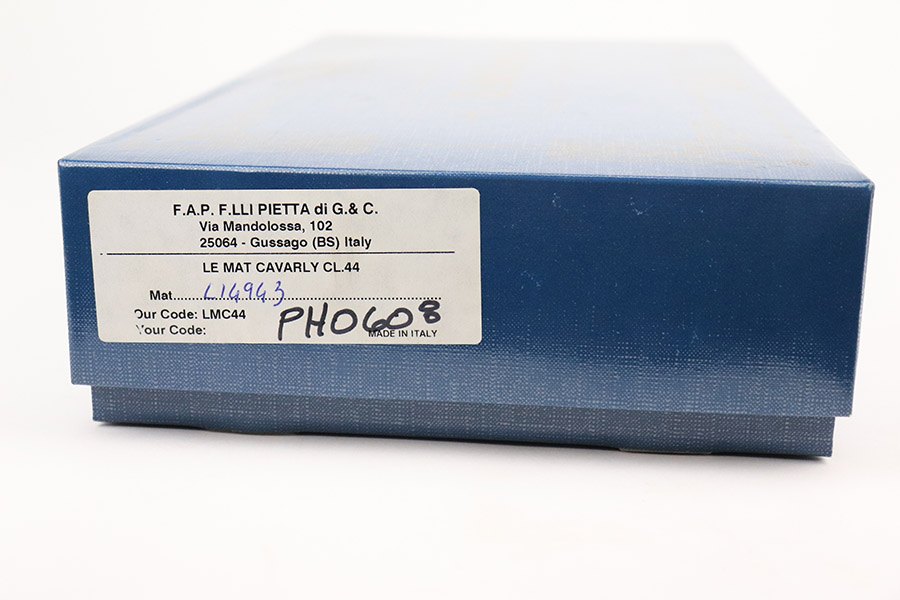 F.A.P. F.LLI PIETTA di G.& C.
Via Mandolossa, 102
25064 - Gussago (BS) Italy
LE MAT CAVARLY CL.44
Mat..........L14943..........
Our Code: LMC44
Your Code:
PH0608
MADE IN ITALY